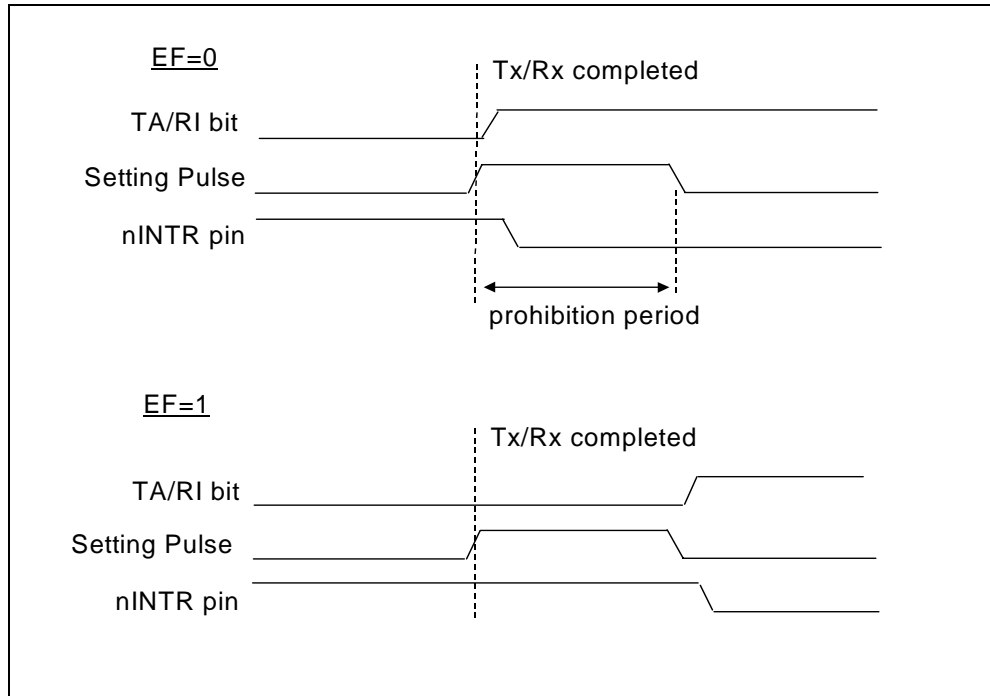 EF=0
Tx/Rx completed
TA/RI bit
Setting Pulse
nINTR pin
prohibition period
EF=1
Tx/Rx completed
TA/RI bit
Setting Pulse
nINTR pin